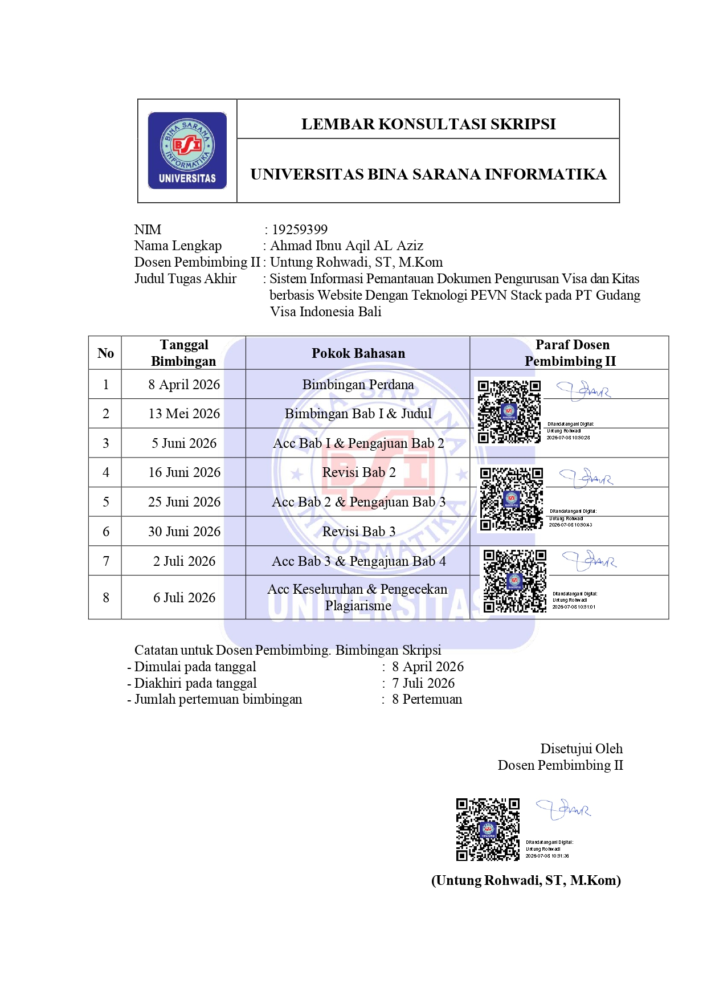 BINA SARANA
BSI
INFORMATIKA
UNIVERSITAS
LEMBAR KONSULTASI SKRIPSI
UNIVERSITAS BINA SARANA INFORMATIKA
NIM : 19259399
Nama Lengkap : Ahmad Ibnu Aqil AL Aziz
Dosen Pembimbing II : Untung Rohwadi, ST, M.Kom
Judul Tugas Akhir : Sistem Informasi Pemantauan Dokumen Pengurusan Visa dan Kitas
berbasis Website Dengan Teknologi PEVN Stack pada PT Gudang
Visa Indonesia Bali
No Tanggal Bimbingan Pokok Bahasan Paraf Dosen Pembimbing II
1 8 April 2026 Bimbingan Perdana
2 13 Mei 2026 Bimbingan Bab I & Judul
Ditandatangani Digital:
Untung Rohwadi
2026-07-08 10:50:28
3 5 Juni 2026 Acc Bab I & Pengajuan Bab 2
4 16 Juni 2026 Revisi Bab 2
5 25 Juni 2026 Acc Bab 2 & Pengajuan Bab 3
Ditandatangani Digital:
Untung Rohwadi
2026-07-08 10:50:43
6 30 Juni 2026 Revisi Bab 3
7 2 Juli 2026 Acc Bab 3 & Pengajuan Bab 4
8 6 Juli 2026 Acc Keseluruhan & Pengecekan Plagiarisme
Ditandatangani Digital:
Untung Rohwadi
2026-07-08 10:51:01
BINA SARANA
BSI
INFORMATIKA
UNIVERSITAS
Catatan untuk Dosen Pembimbing. Bimbingan Skripsi
- Dimulai pada tanggal : 8 April 2026
- Diakhiri pada tanggal : 7 Juli 2026
- Jumlah pertemuan bimbingan : 8 Pertemuan
Disetujui Oleh
Dosen Pembimbing II
Ditandatangani Digital:
Untung Rohwadi
2026-07-08 10:51:36
(Untung Rohwadi, ST, M.Kom)